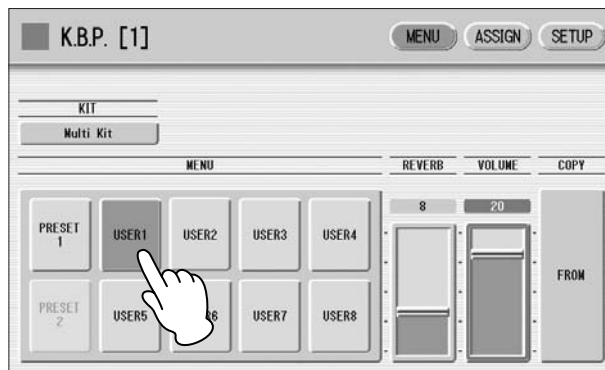 K.B.P. [1]
MENU ASSIGN SETUP
KIT
Multi Kit
MENU REVERB VOLUME COPY
8 20
PRESET 1 USER1 USER2 USER3 USER4
FROM
PRESET 2 USER5 USER7 USER8